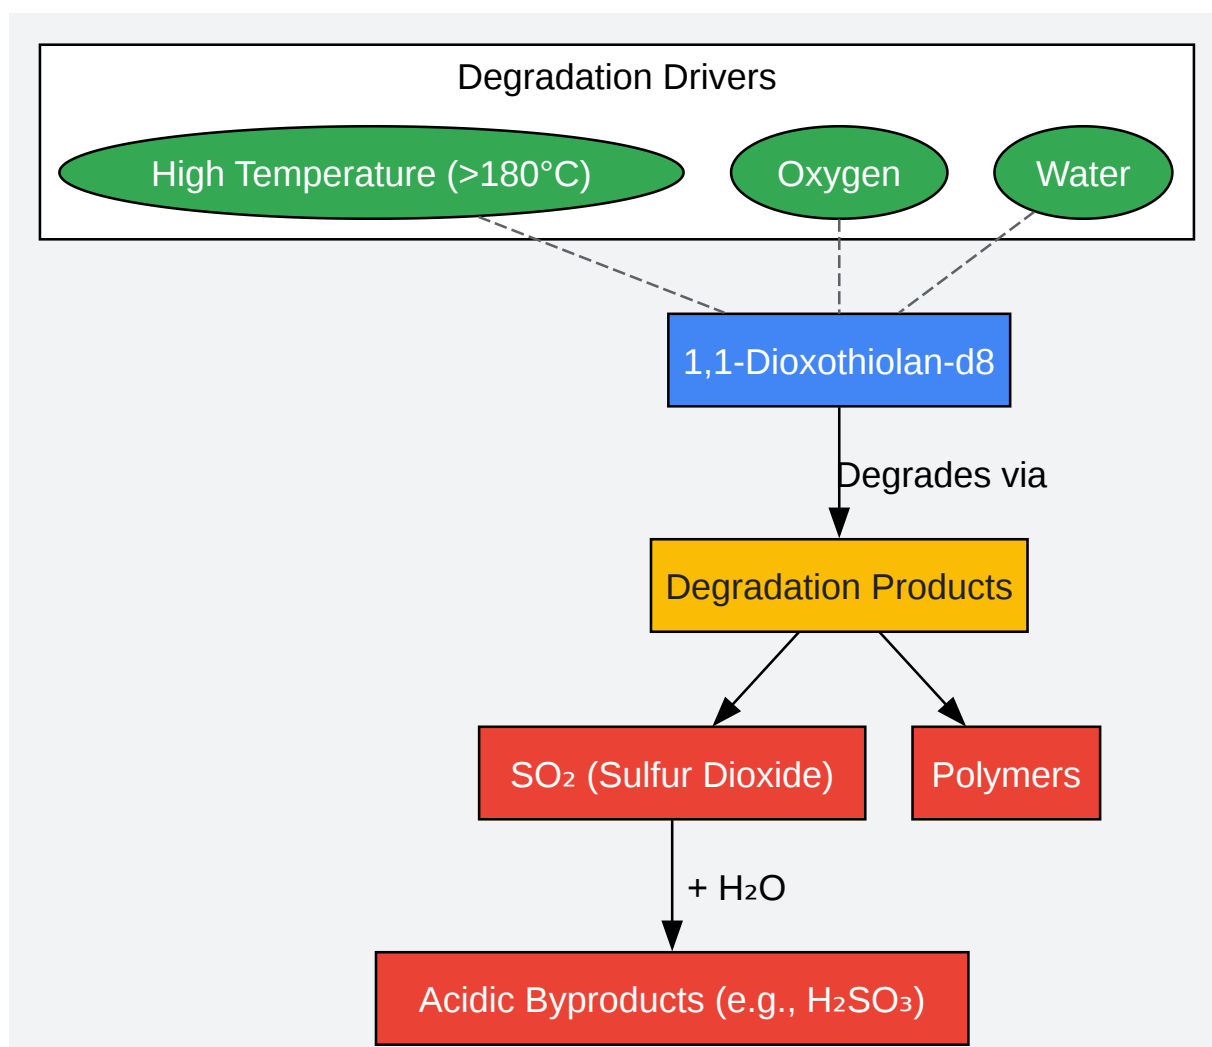 Degradation Drivers
High Temperature (>180°C)
Oxygen
Water
1,1-Dioxothiolan-d8
Degrades via
Degradation Products
SO₂ (Sulfur Dioxide)
Polymers
+ H₂O
Acidic Byproducts (e.g., H₂SO₃)